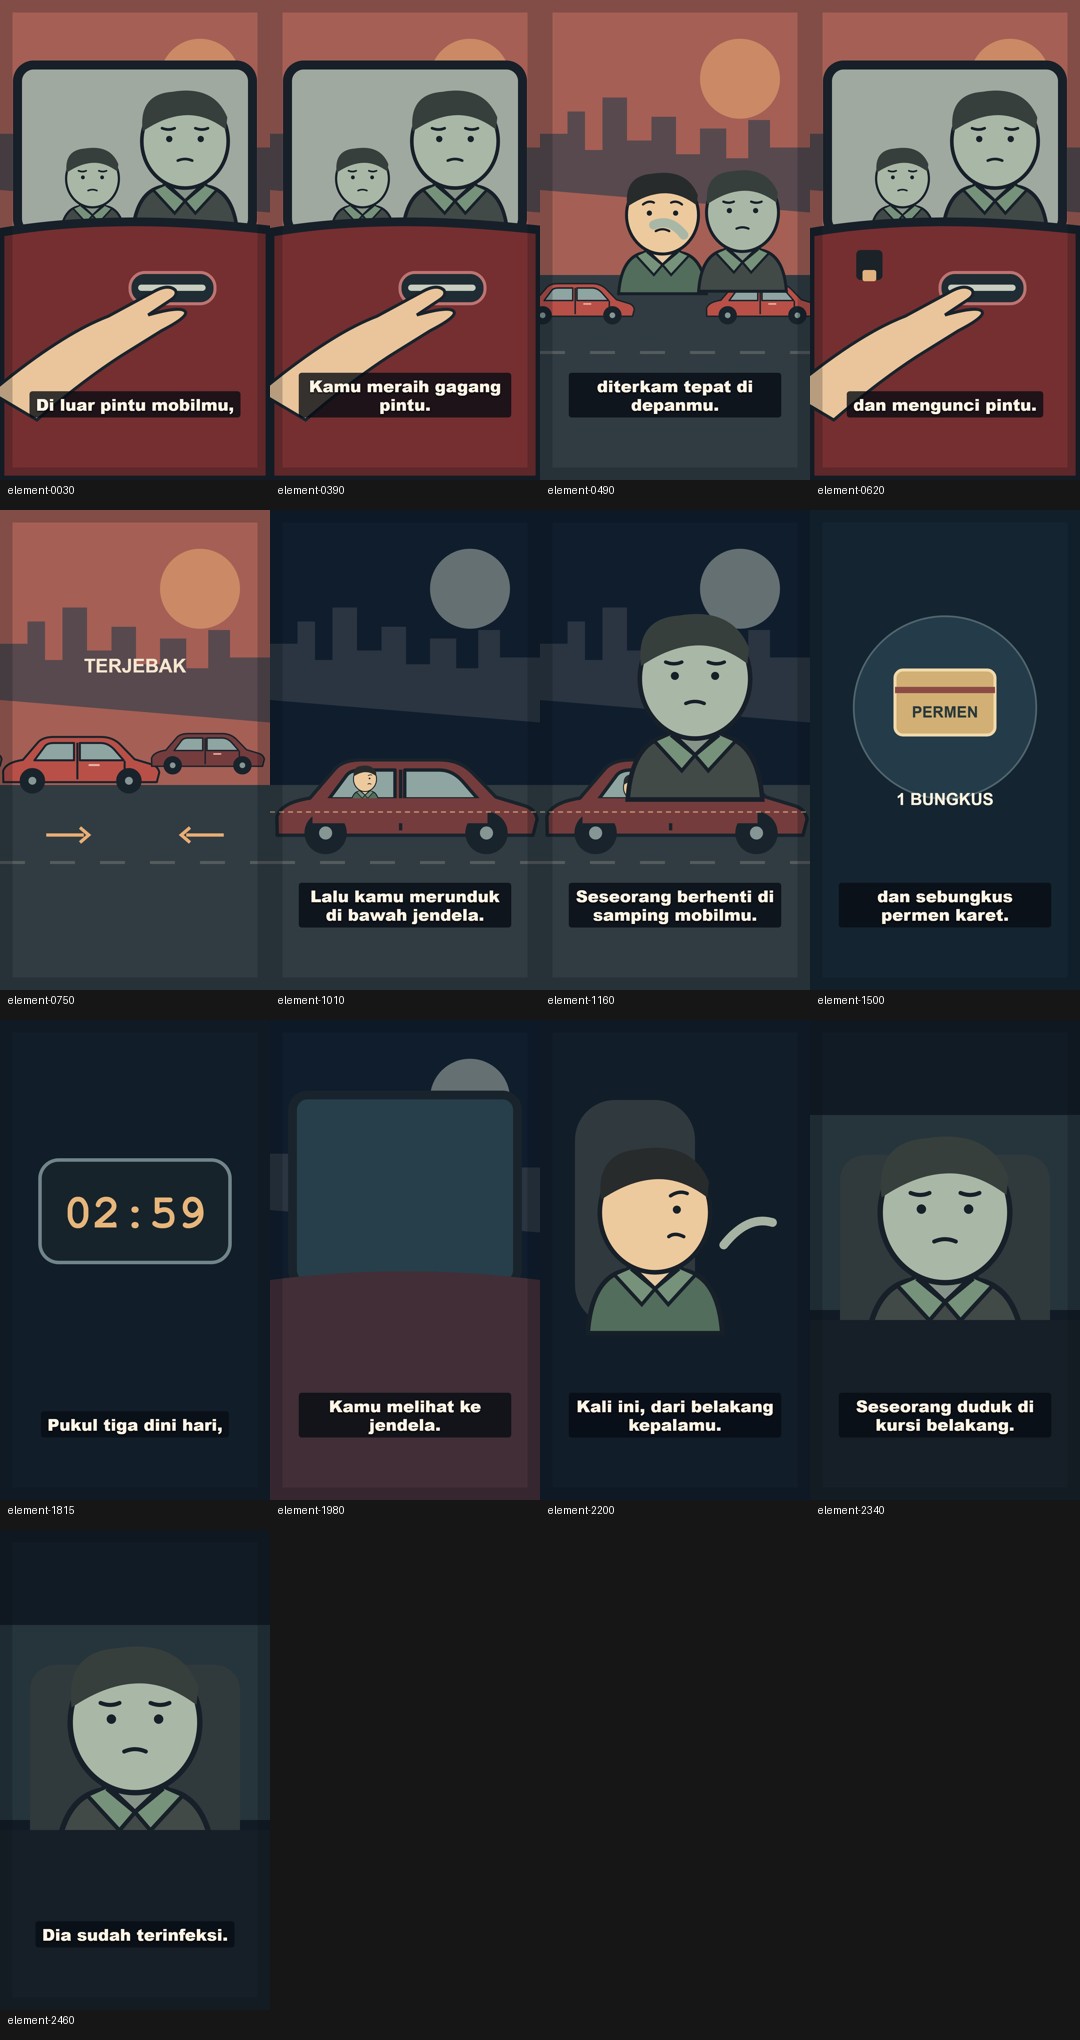 Di luar pintu mobilmu,
Kamu meraih gagang
pintu.
diterkam tepat di
depanmu.
dan mengunci pintu.
element-0030
element-0390
element-0490
element-0620
TERJEBAK
Lalu kamu merunduk
di bawah jendela.
Seseorang berhenti di
samping mobilmu.
PERMEN
1 BUNGKUS
dan sebungkus
permen karet.
element-0750
element-1010
element-1160
element-1500
02:59
Pukul tiga dini hari,
Kamu melihat ke
jendela.
Kali ini, dari belakang
kepalamu.
Seseorang duduk di
kursi belakang.
element-1815
element-1980
element-2200
element-2340
Dia sudah terinfeksi.
element-2460